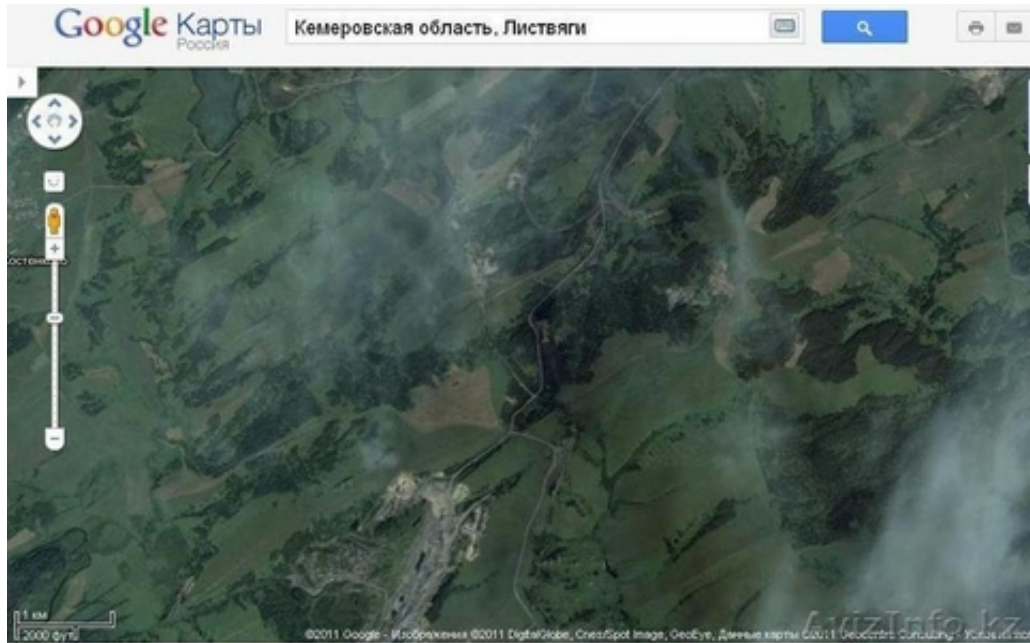 Google Карты
Россия
Кемеровская область, Листвяги
1 км
2000 футы
©2011 Google - Изображения ©2011 DigitalGlobe, Cnes/Spot Image, GeoEye, Данные карты ©2011
AvizInfo.kz